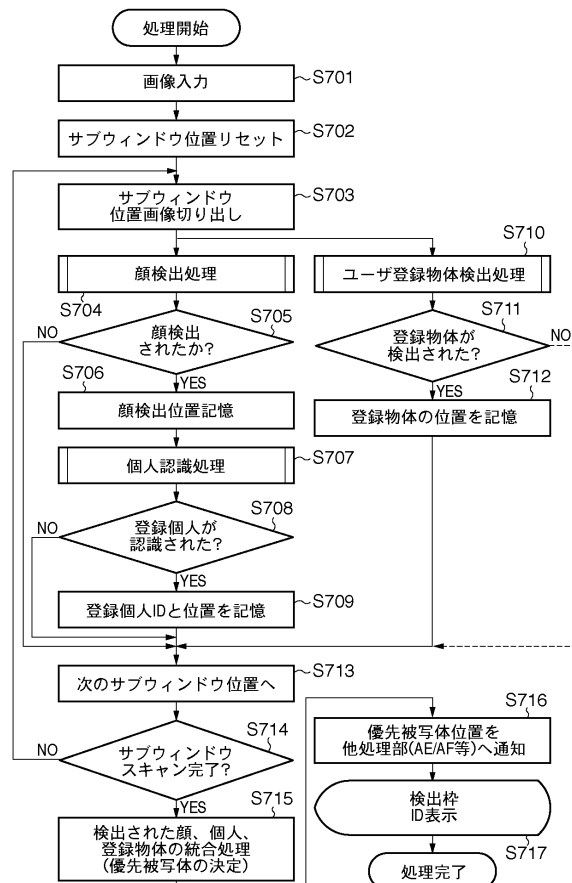 処理開始
画像入力
S701
サブウィンドウ位置リセット
S702
サブウィンドウ
位置画像切り出し
S703
顔検出処理
S704
顔検出
されたか?
S705
NO
YES
S706
顔検出位置記憶
個人認識処理
S707
登録個人が
認識された?
S708
NO
YES
登録個人IDと位置を記憶
S709
S710
ユーザ登録物体検出処理
S711
登録物体が
検出された?
NO
YES
S712
登録物体の位置を記憶
次のサブウィンドウ位置へ
S713
サブウィンドウ
スキャン完了?
S714
NO
YES
S715
検出された顔、個人、
登録物体の統合処理
(優先被写体の決定)
S716
優先被写体位置を
他処理部(AE/AF等)へ通知
検出枠
ID表示
S717
処理完了